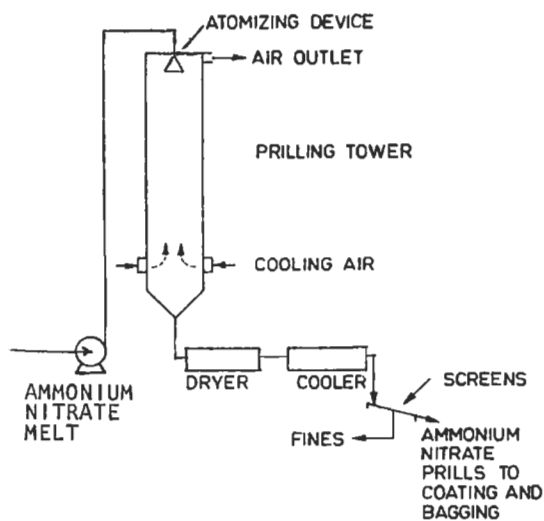 ATOMIZING DEVICE
AIR OUTLET
PRILLING TOWER
COOLING AIR
AMMONIUM
NITRATE
MELT
DRYER
COOLER
SCREENS
FINES
AMMONIUM
NITRATE
PRILLS TO
COATING AND
BAGGING